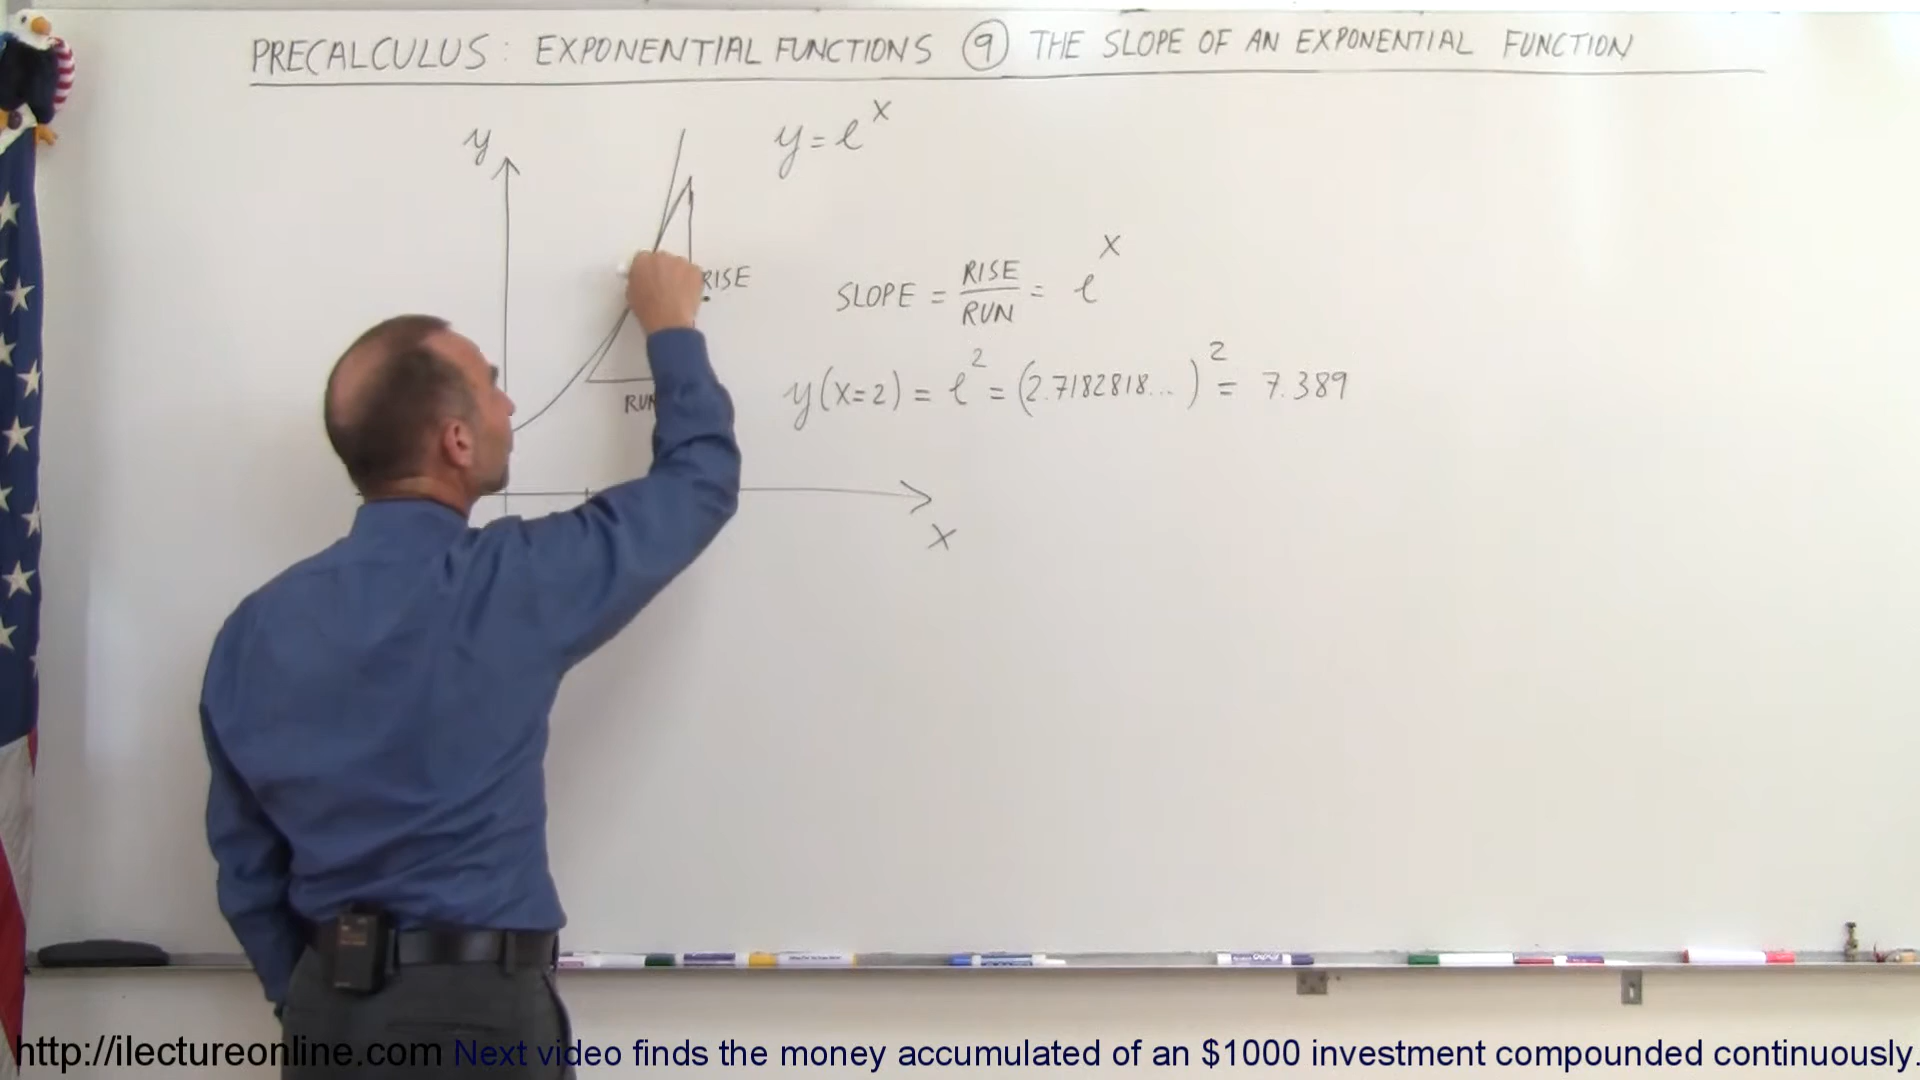 PRECALCULUS: EXPONENTIAL FUNCTIONS ⑨ THE SLOPE OF AN EXPONENTIAL FUNCTION
y
y = e^x
RISE
SLOPE = RISE/RUN = e^x
y(x=2) = e^2 = (2.7182818...)^2 = 7.389
x
http://ilectureonline.com Next video finds the money accumulated of an $1000 investment compounded continuously.